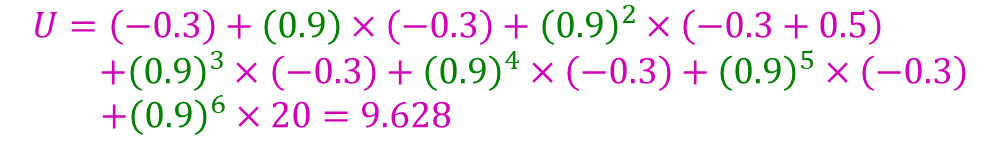 U = (−0.3) + (0.9) × (−0.3) + (0.9)² × (−0.3 + 0.5)
+(0.9)³ × (−0.3) + (0.9)⁴ × (−0.3) + (0.9)⁵ × (−0.3)
+(0.9)⁶ × 20 = 9.628